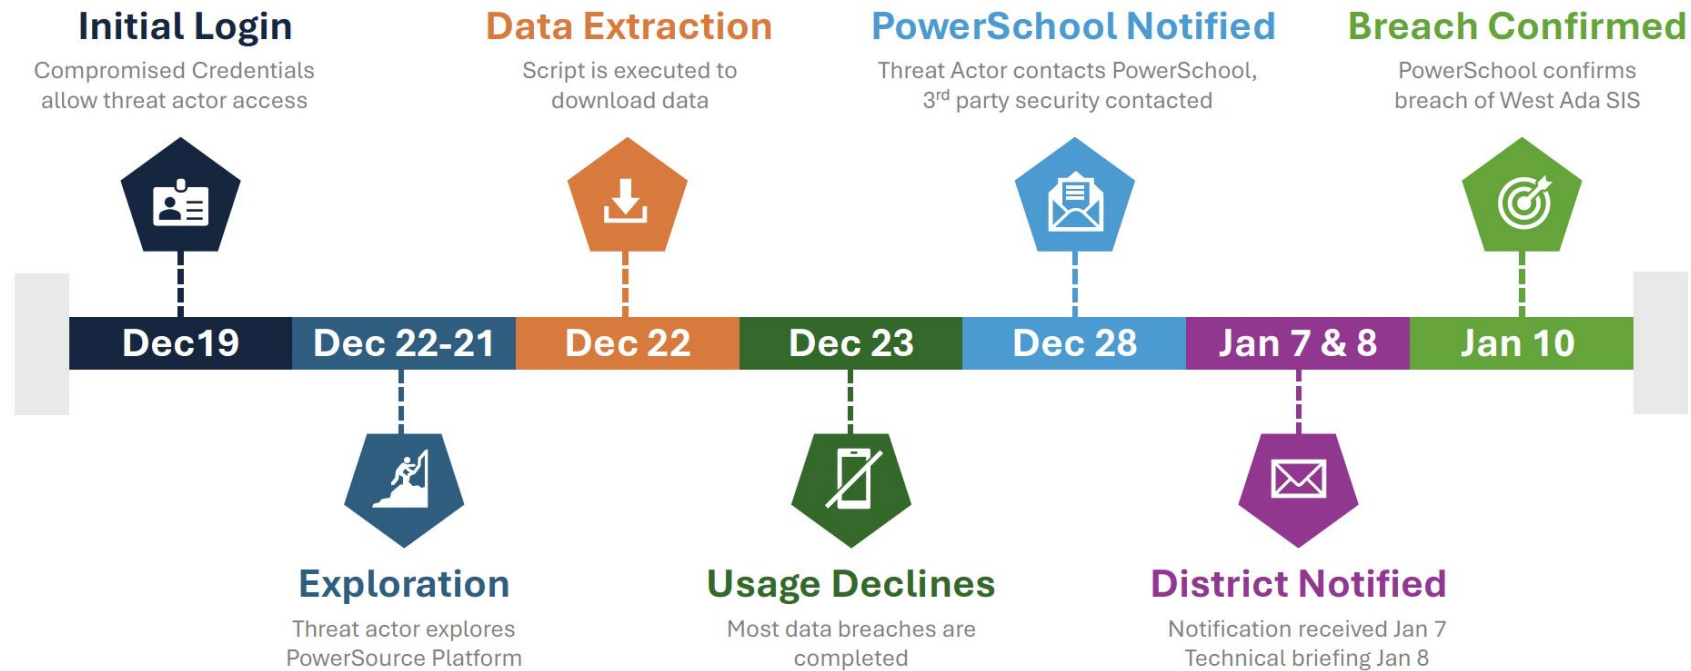 Initial Login
Compromised Credentials
allow threat actor access
Data Extraction
Script is executed to
download data
PowerSchool Notified
Threat Actor contacts PowerSchool,
3rd party security contacted
Breach Confirmed
PowerSchool confirms
breach of West Ada SIS
Dec19
Dec 22-21
Dec 22
Dec 23
Dec 28
Jan 7 & 8
Jan 10
Exploration
Threat actor explores
PowerSource Platform
Usage Declines
Most data breaches are
completed
District Notified
Notification received Jan 7
Technical briefing Jan 8